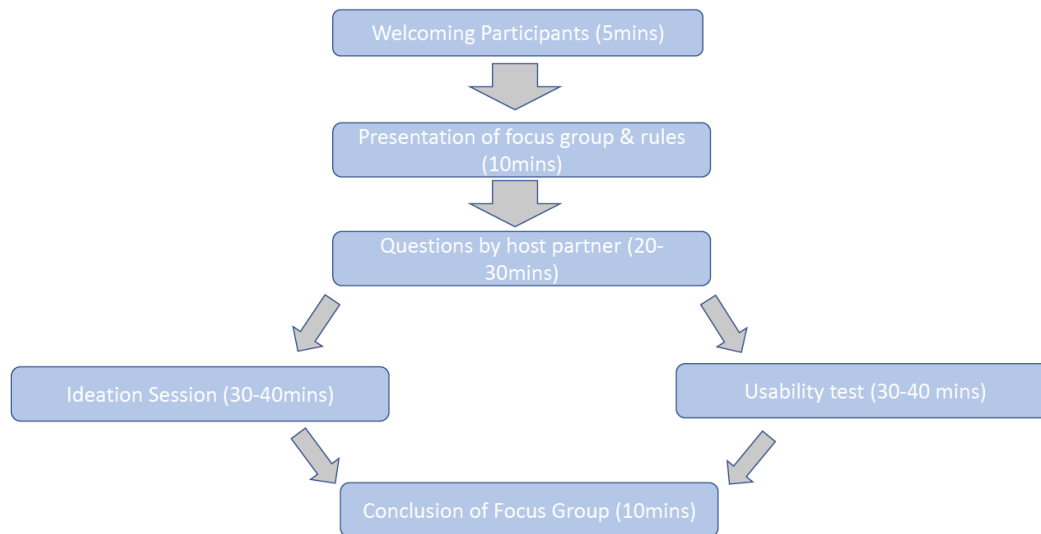 Welcoming Participants (5mins)
Presentation of focus group & rules
(10mins)
Questions by host partner (20-
30mins)
Ideation Session (30-40mins)
Usability test (30-40 mins)
Conclusion of Focus Group (10mins)